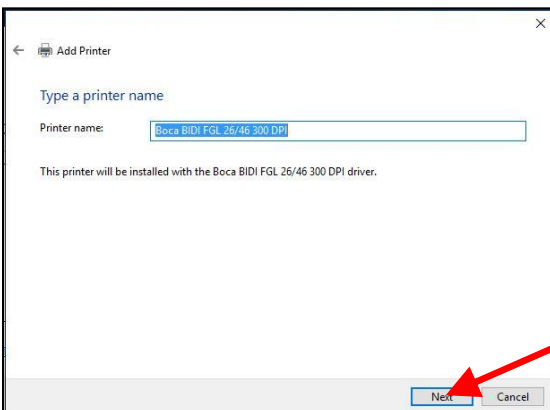 Add Printer
Type a printer name
Printer name: Boca BIDI FGL 26/46 300 DPI
This printer will be installed with the Boca BIDI FGL 26/46 300 DPI driver.
Next Cancel